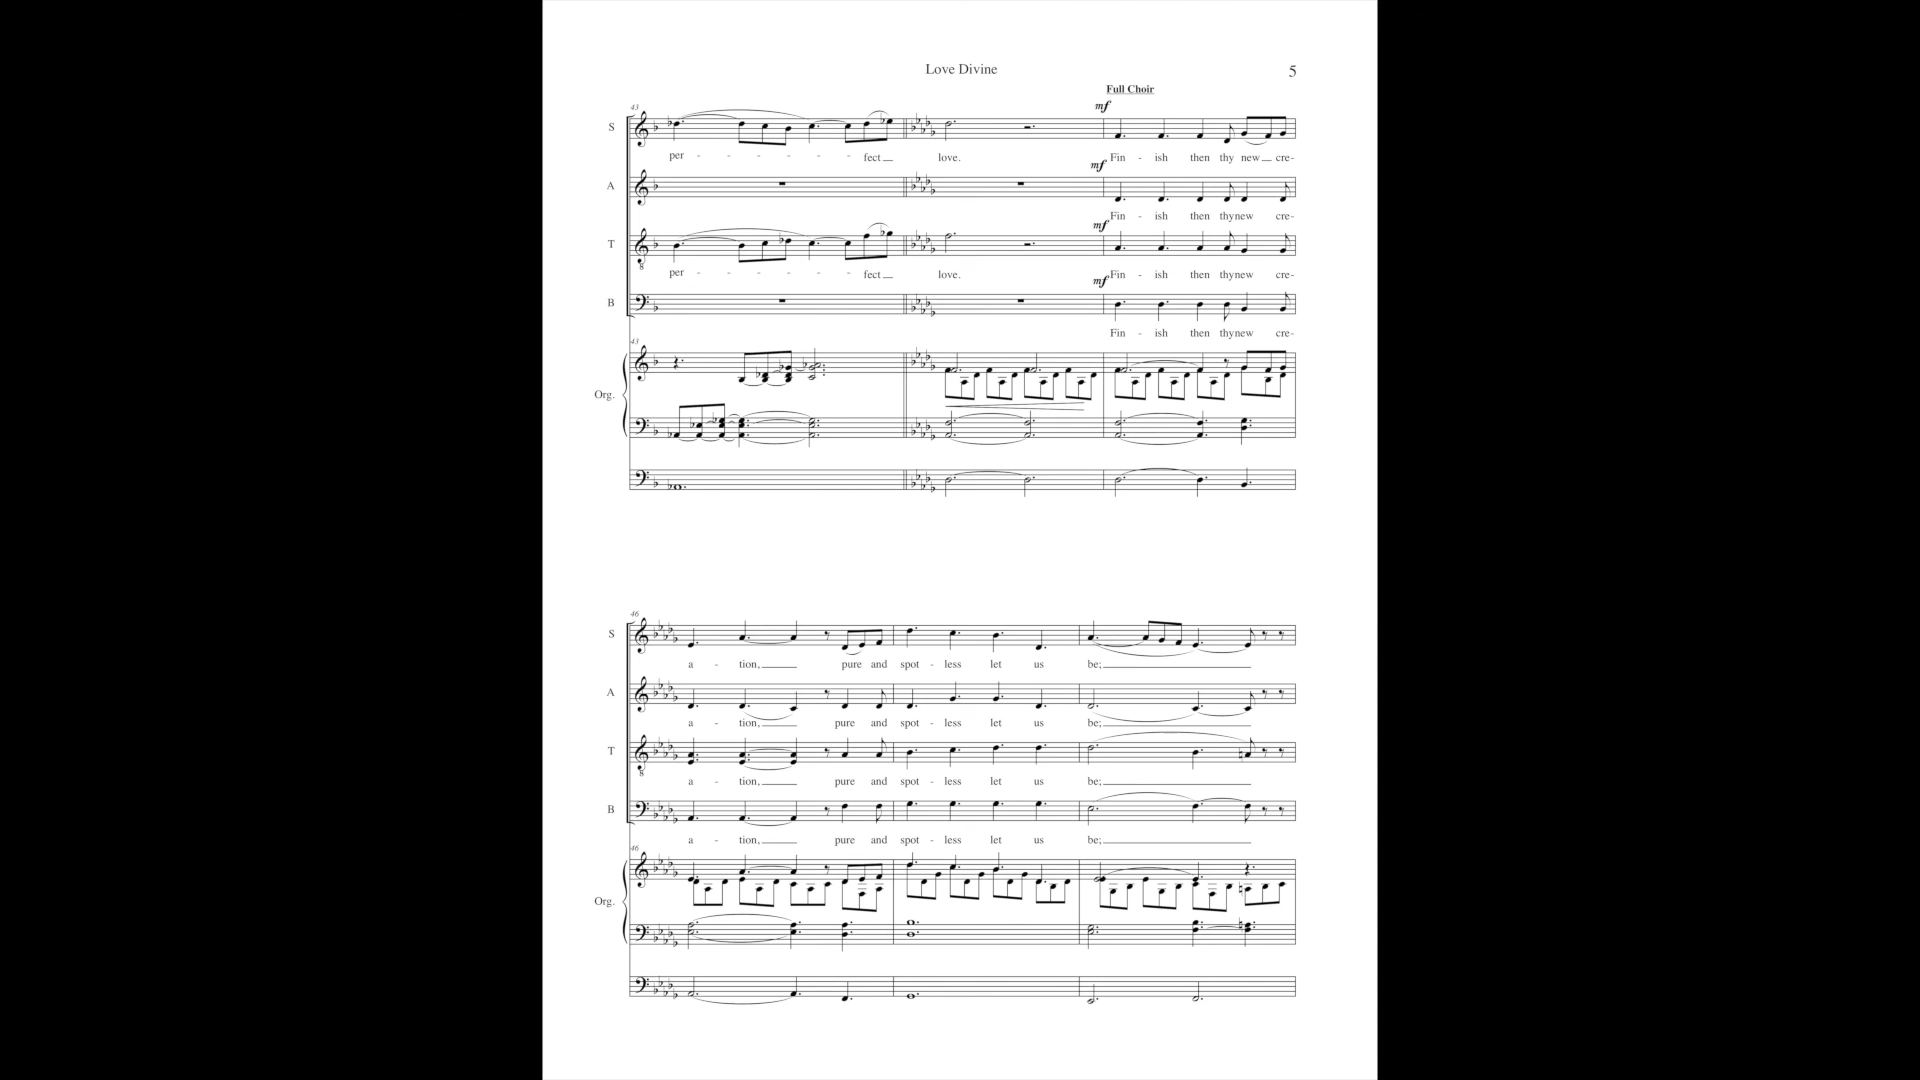 Love Divine
5
Full Choir
43
mf
S
per - - - - - - fect love. Fin - ish then thy new cre-
mf
A
Fin - ish then thy new cre-
mf
T
8
per - - - - - - fect love. Fin - ish then thy new cre-
mf
B
Fin - ish then thy new cre-
43
Org.
46
S
a - tion, pure and spot - less let us be;
A
a - tion, pure and spot - less let us be;
T
8
a - tion, pure and spot - less let us be;
B
a - tion, pure and spot - less let us be;
46
Org.